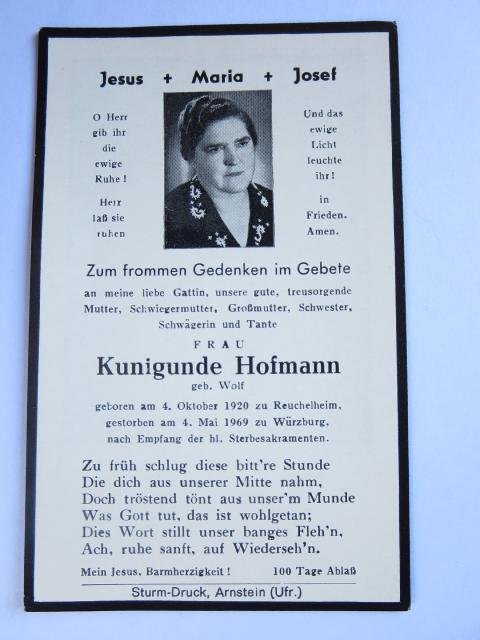 Jesus + Maria + Josef
O Herr
gib ihr
die
ewige
Ruhe!
Herr
laß sie
ruhen
Und das
ewige
Licht
leuchte
ihr!
in
Frieden.
Amen.
Zum frommen Gedenken im Gebete
an meine liebe Gattin, unsere gute, treusorgende
Mutter, Schwiegermutter, Großmutter, Schwester,
Schwägerin und Tante
FRAU
Kunigunde Hofmann
geb. Wolf
geboren am 4. Oktober 1920 zu Reuchelheim,
gestorben am 4. Mai 1969 zu Würzburg,
nach Empfang der hl. Sterbesakramenten.
Zu früh schlug diese bitt're Stunde
Die dich aus unserer Mitte nahm,
Doch tröstend tönt aus unser'm Munde
Was Gott tut, das ist wohlgetan;
Dies Wort stillt unser banges Fleh'n,
Ach, ruhe sanft, auf Wiederseh'n.
Mein Jesus, Barmherzigkeit! 100 Tage Ablaß
Sturm-Druck, Arnstein (Ufr.)